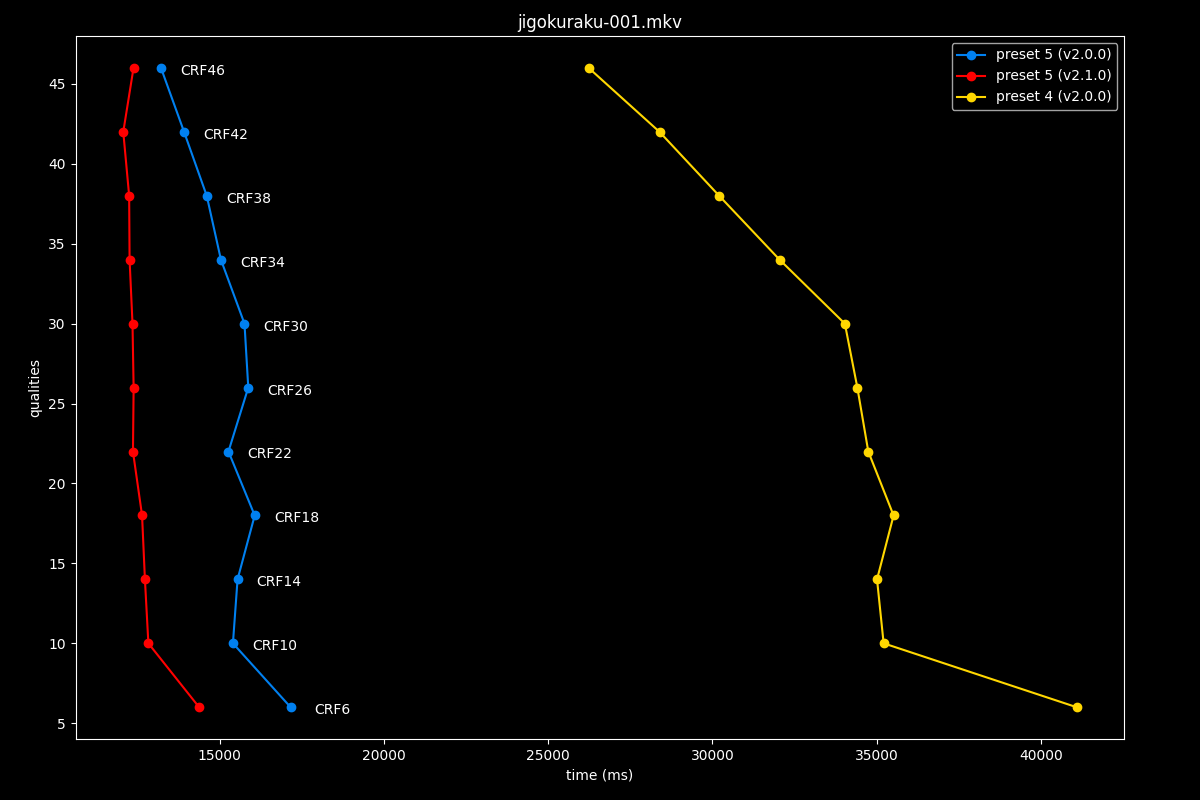 jigokuraku-001.mkv
preset 5 (v2.0.0)
preset 5 (v2.1.0)
preset 4 (v2.0.0)
CRF46
CRF42
CRF38
CRF34
CRF30
CRF26
CRF22
CRF18
CRF14
CRF10
CRF6
45
40
35
30
25
20
15
10
5
qualities
15000
20000
25000
30000
35000
40000
time (ms)